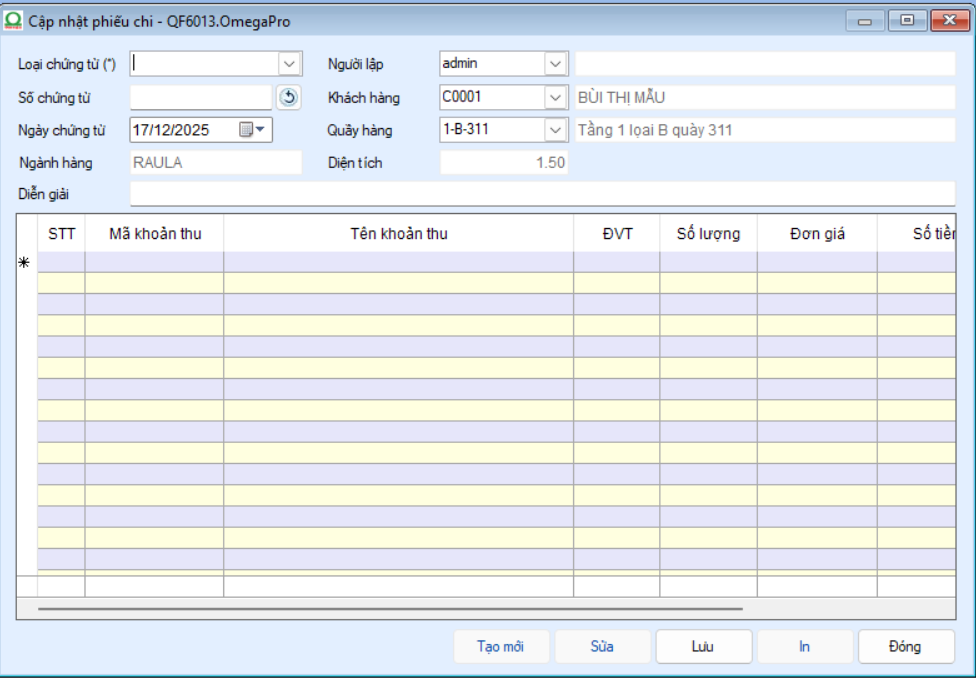 Cập nhật phiếu chi - QF6013.OmegaPro
Loại chứng từ (*) Người lập admin
Số chứng từ Khách hàng C0001 BÙI THỊ MẪU
Ngày chứng từ 17/12/2025 Quầy hàng 1-B-311 Tầng 1 lọai B quày 311
Ngành hàng RAULA Diện tích 1.50
Diễn giải
STT Mã khoản thu Tên khoản thu ĐVT Số lượng Đơn giá Số tiền
Tạo mới Sửa Lưu In Đóng